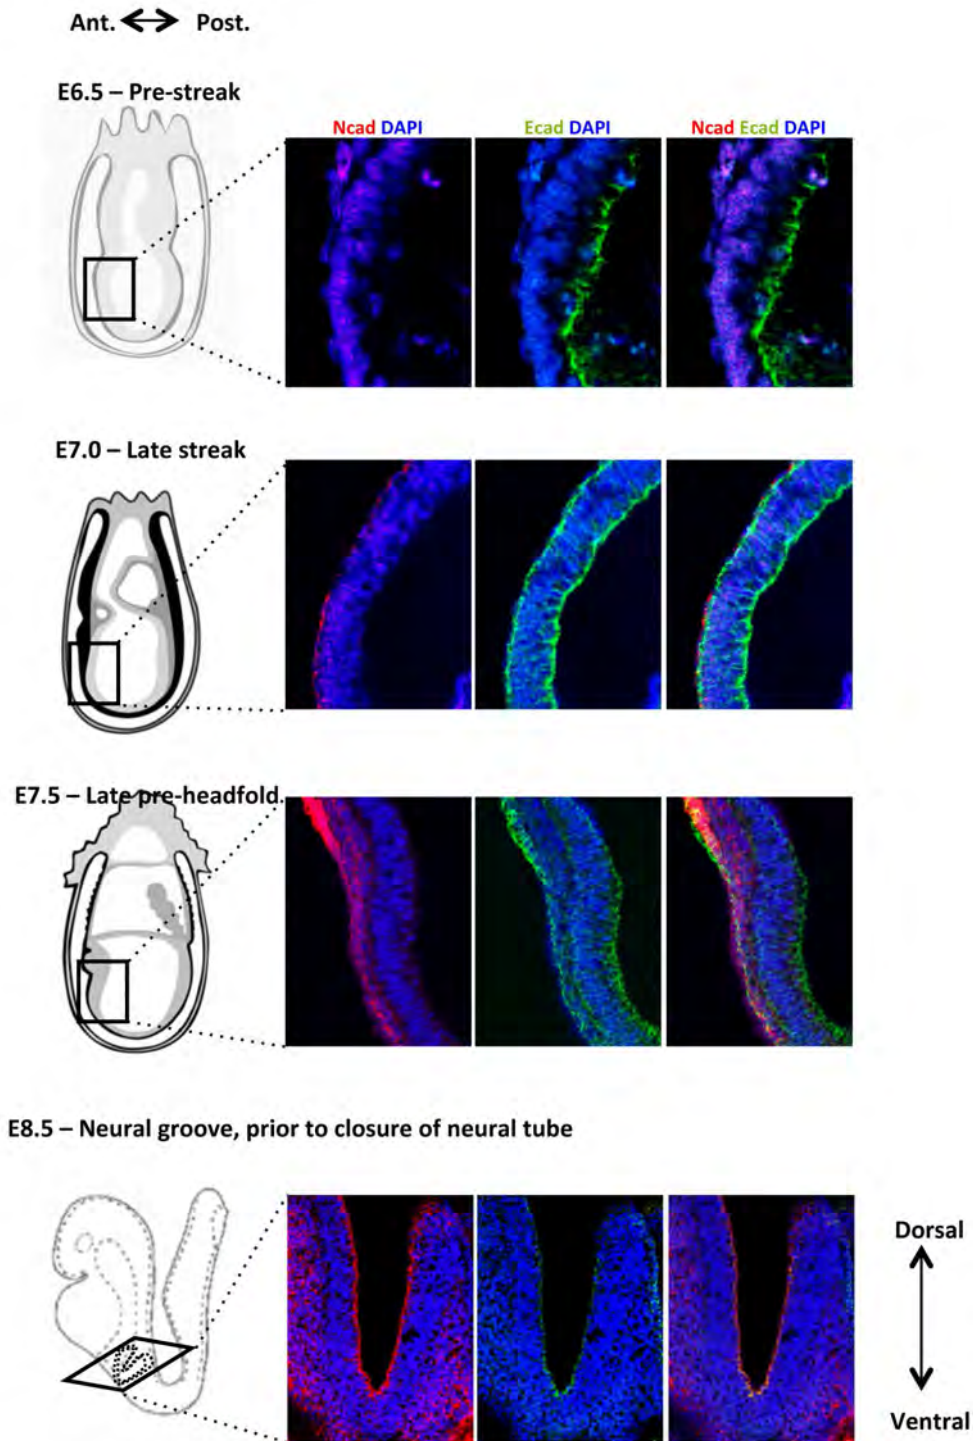 Ant. Post.
E6.5 – Pre-streak
Ncad DAPI
Ecad DAPI
Ncad Ecad DAPI
E7.0 – Late streak
E7.5 – Late pre-headfold
E8.5 – Neural groove, prior to closure of neural tube
Dorsal
Ventral